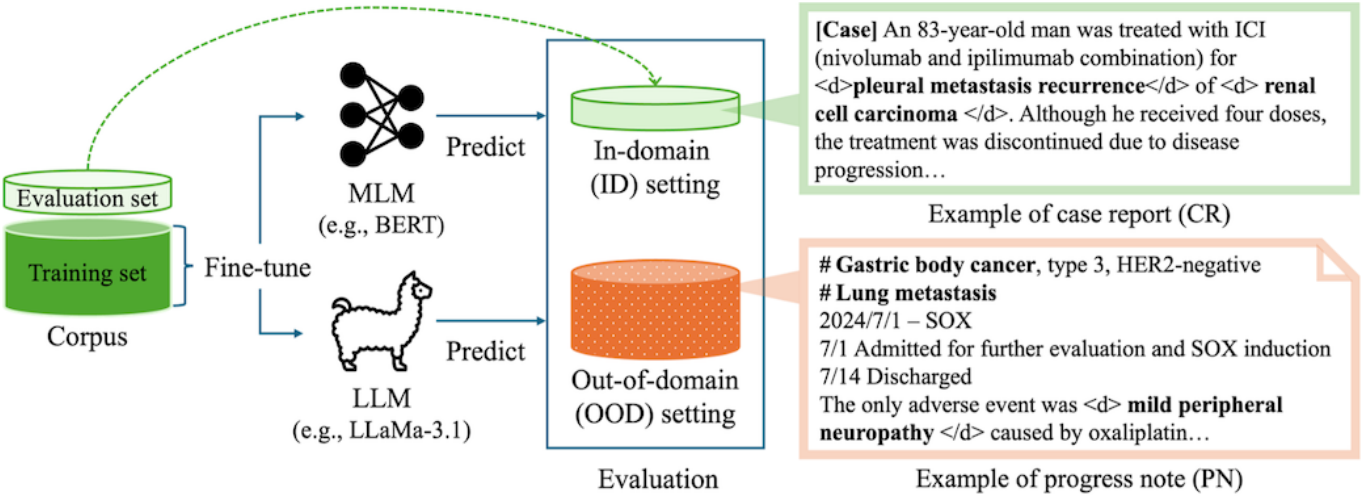 Evaluation set
Training set
Corpus
Fine-tune
MLM
(e.g., BERT)
LLM
(e.g., LLaMa-3.1)
Predict
Predict
In-domain
(ID) setting
Out-of-domain
(OOD) setting
Evaluation
[Case] An 83-year-old man was treated with ICI
(nivolumab and ipilimumab combination) for
<d>pleural metastasis recurrence</d> of <d> renal
cell carcinoma </d>. Although he received four doses,
the treatment was discontinued due to disease
progression…
Example of case report (CR)
# Gastric body cancer, type 3, HER2-negative
# Lung metastasis
2024/7/1 – SOX
7/1 Admitted for further evaluation and SOX induction
7/14 Discharged
The only adverse event was <d> mild peripheral
neuropathy </d> caused by oxaliplatin…
Example of progress note (PN)